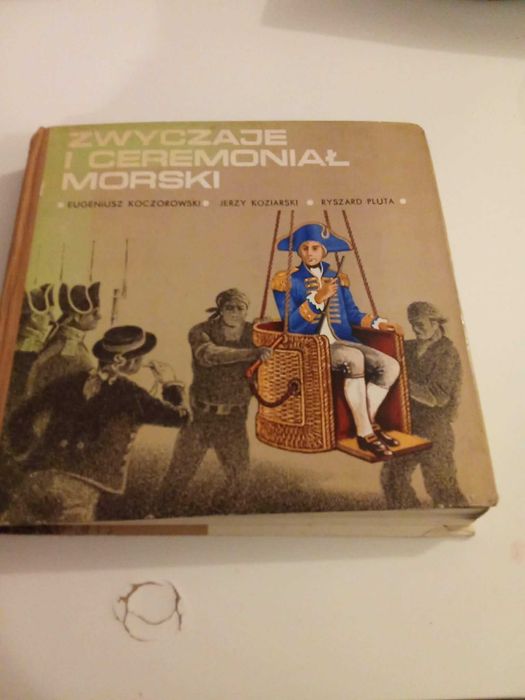 ZWYCZAJE
I CEREMONIAŁ
MORSKI
EUGENIUSZ KOCZOROWSKI ● JERZY KOZIARSKI ● RYSZARD PLUTA ●